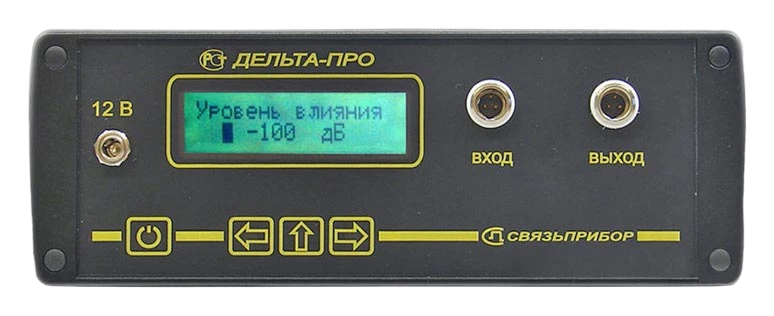 ДЕЛЬТА-ПРО
12 В
Уровень влияния
-100 дБ
ВХОД
ВЫХОД
СВЯЗЬПРИБОР